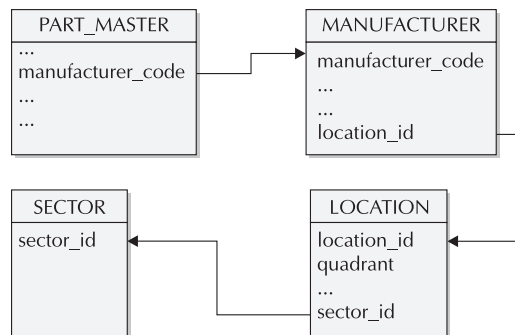 PART_MASTER
...
manufacturer_code
...
...
MANUFACTURER
manufacturer_code
...
...
location_id
SECTOR
sector_id
LOCATION
location_id
quadrant
...
sector_id